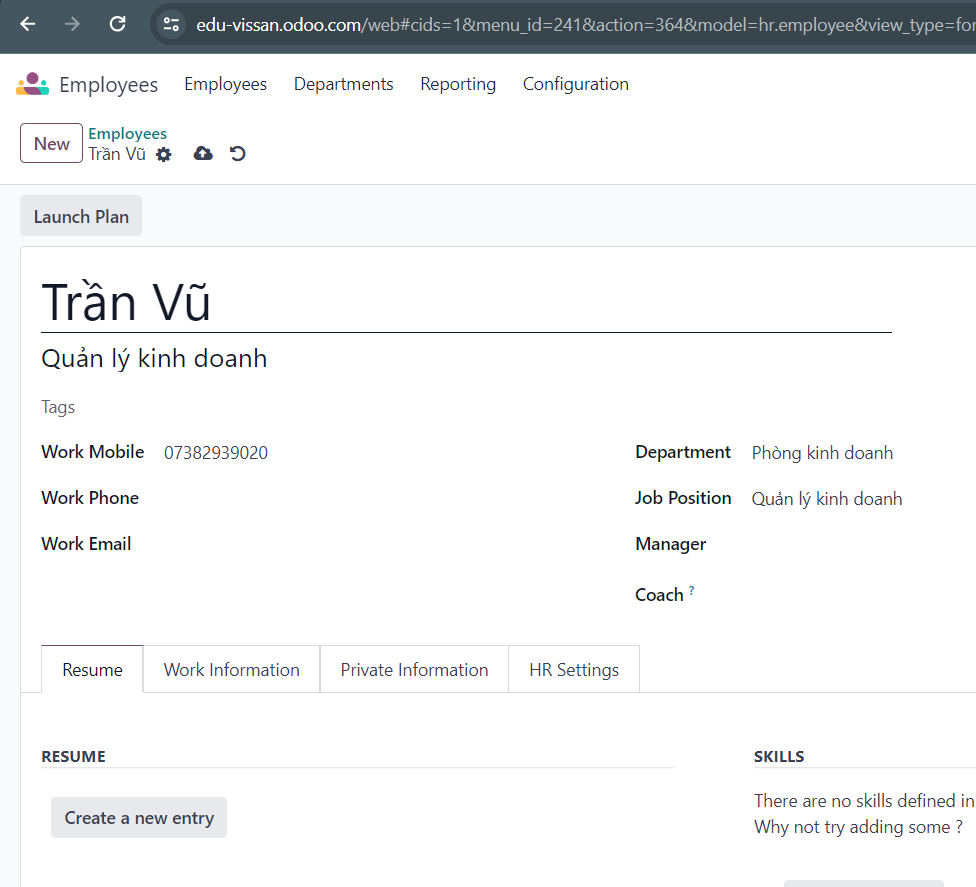 edu-vissan.odoo.com/web#cids=1&menu_id=241&action=364&model=hr.employee&view_type=for
Employees Employees Departments Reporting Configuration
New
Employees
Trần Vũ
Launch Plan
Trần Vũ
Quản lý kinh doanh
Tags
Work Mobile 07382939020
Department Phòng kinh doanh
Work Phone
Job Position Quản lý kinh doanh
Work Email
Manager
Coach ?
Resume Work Information Private Information HR Settings
RESUME
SKILLS
Create a new entry
There are no skills defined in
Why not try adding some ?